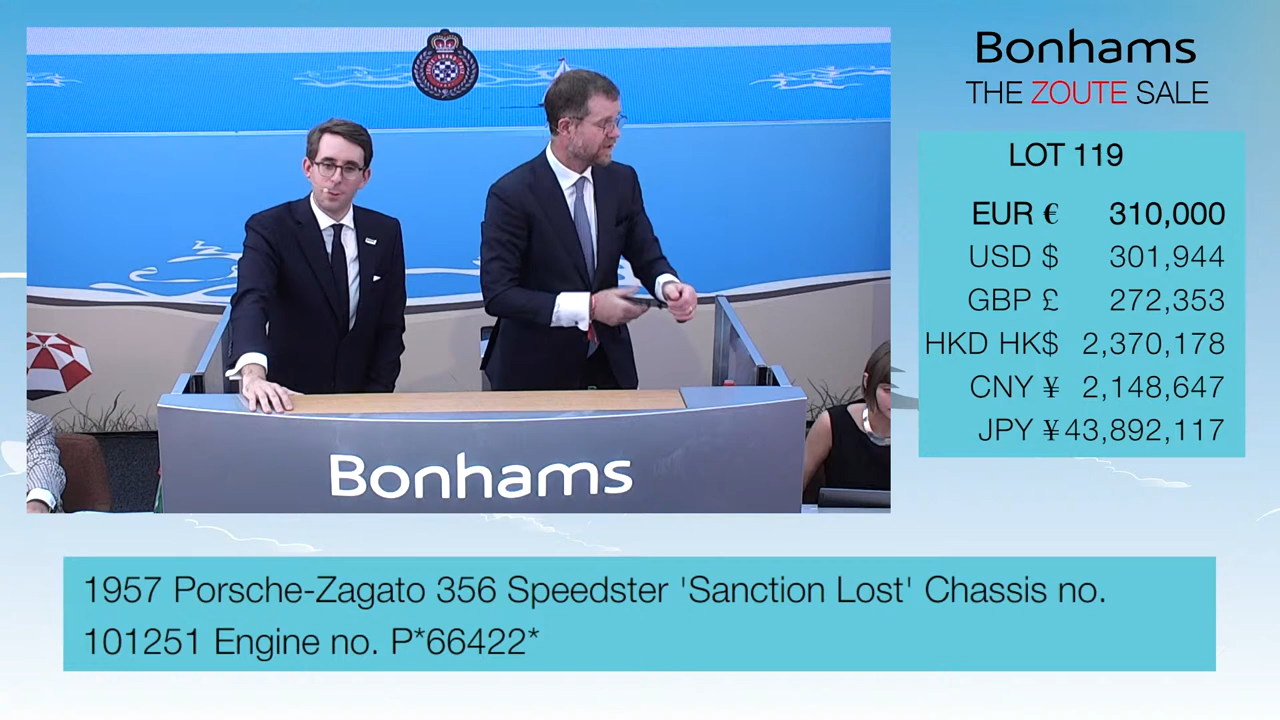 Bonhams
THE ZOUTE SALE
LOT 119
EUR € 310,000
USD $ 301,944
GBP £ 272,353
HKD HK$ 2,370,178
CNY ¥ 2,148,647
JPY ¥ 43,892,117
Bonhams
1957 Porsche-Zagato 356 Speedster 'Sanction Lost' Chassis no.
101251 Engine no. P*66422*